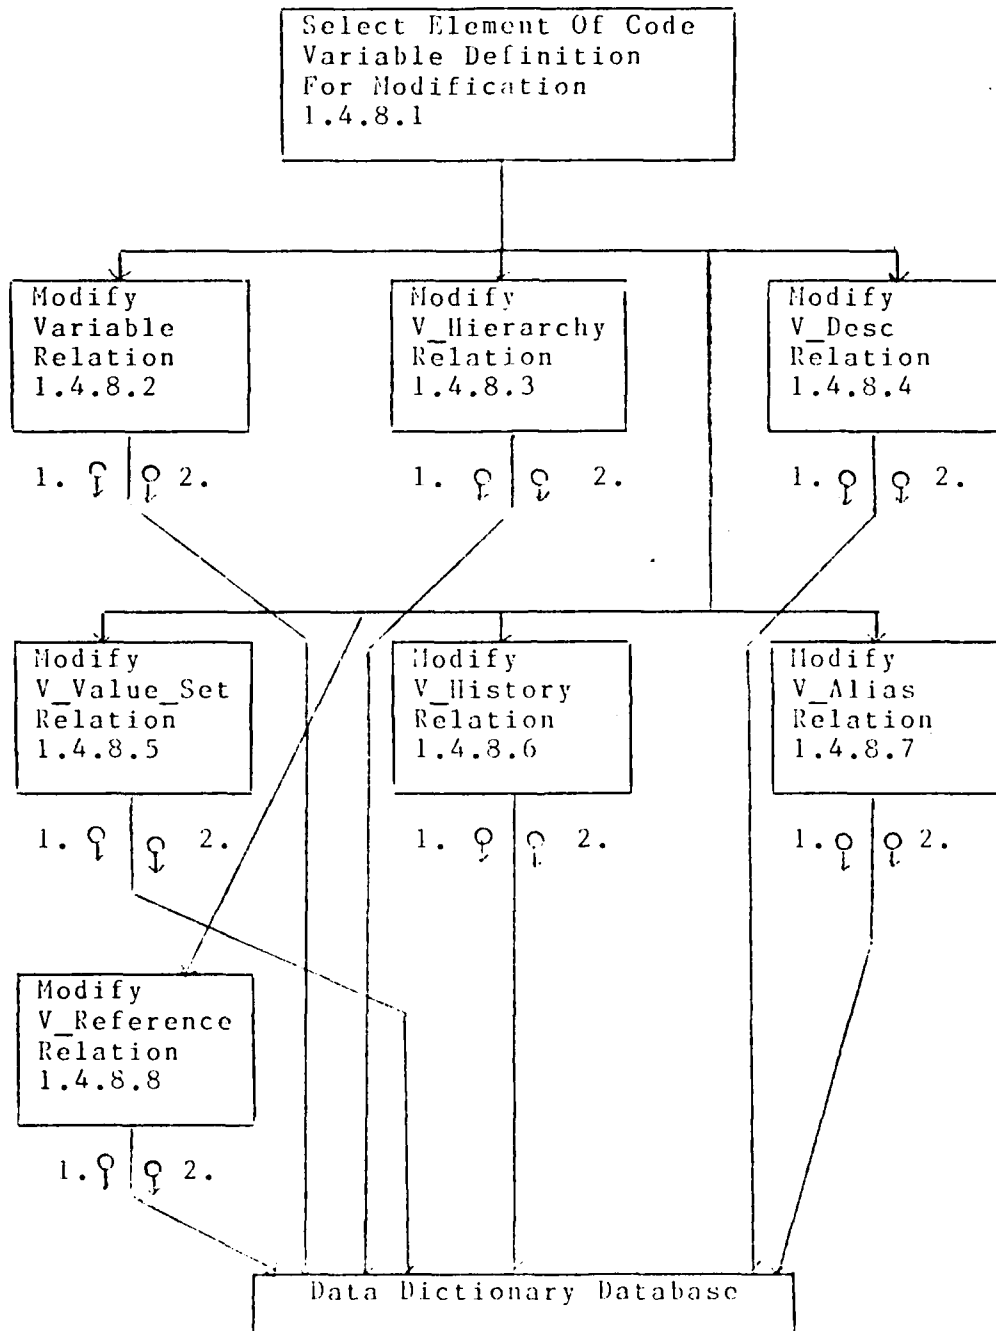 Select Element Of Code
Variable Definition
For Modification
1.4.8.1
Modify
Variable
Relation
1.4.8.2
Modify
V_Hierarchy
Relation
1.4.8.3
Modify
V_Desc
Relation
1.4.8.4
1. 2.
1. 2.
1. 2.
Modify
V_Value_Set
Relation
1.4.8.5
Modify
V_History
Relation
1.4.8.6
Modify
V_Alias
Relation
1.4.8.7
1. 2.
1. 2.
1. 2.
Modify
V_Reference
Relation
1.4.8.8
1. 2.
Data Dictionary Database